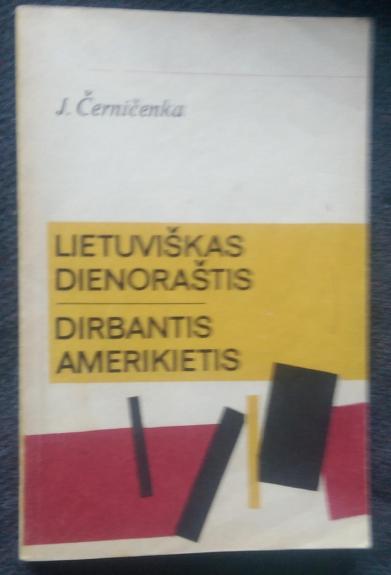 J. Černičenka
LIETUVIŠKAS
DIENORAŠTIS
DIRBANTIS
AMERIKIETIS